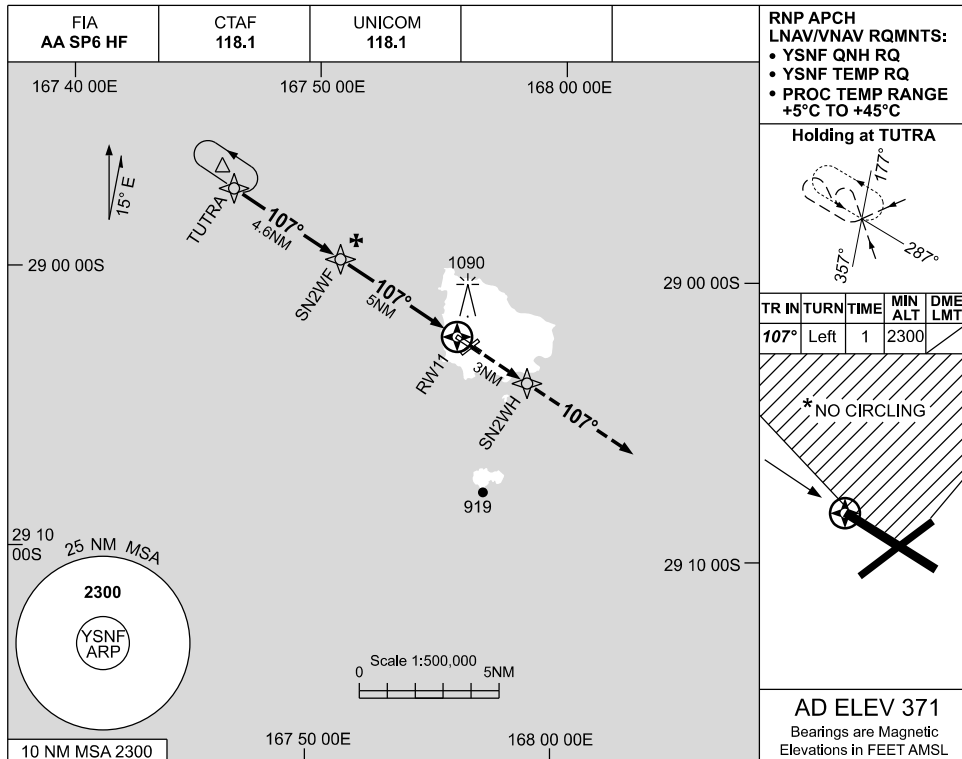 FIA
AA SP6 HF
CTAF
118.1
UNICOM
118.1
RNP APCH
LNAV/VNAV RQMNTS:
• YSNF QNH RQ
• YSNF TEMP RQ
• PROC TEMP RANGE
+5°C TO +45°C
167 40 00E
167 50 00E
168 00 00E
15° E
TUTRA
107°
4.6NM
SN2WF
107°
5NM
1090
RW11
3NM
SN2WH
107°
919
29 00 00S
29 00 00S
29 10
00S
29 10 00S
25 NM MSA
2300
YSNF
ARP
Scale 1:500,000
0
5NM
10 NM MSA 2300
167 50 00E
168 00 00E
Holding at TUTRA
177°
287°
357°
TR IN TURN TIME MIN ALT DME LMT
107° Left 1 2300
*NO CIRCLING
AD ELEV 371
Bearings are Magnetic
Elevations in FEET AMSL